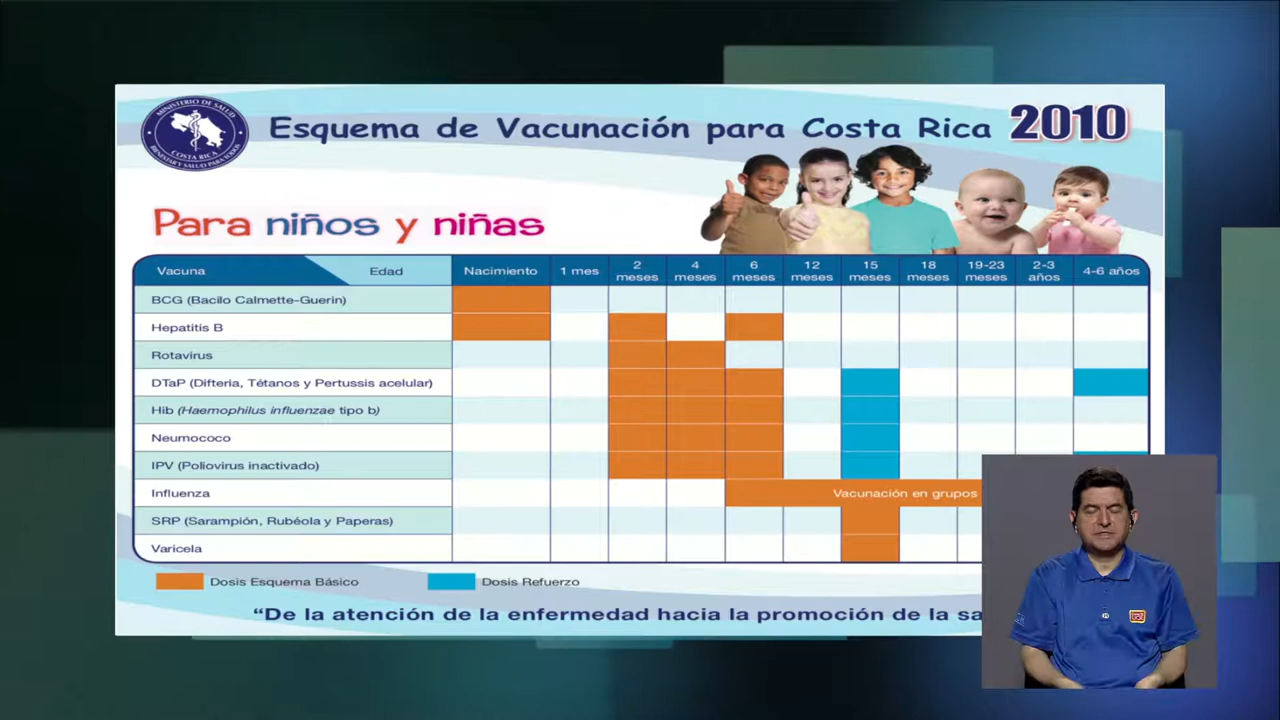 MINISTERIO DE SALUD
COSTA RICA
BIENESTAR Y SALUD PARA TODOS
Esquema de Vacunación para Costa Rica 2010
Para niños y niñas
Vacuna Edad Nacimiento 1 mes 2 meses 4 meses 6 meses 12 meses 15 meses 18 meses 19-23 meses 2-3 años 4-6 años
BCG (Bacilo Calmette-Guerin)
Hepatitis B
Rotavirus
DTaP (Difteria, Tétanos y Pertussis acelular)
Hib (Haemophilus influenzae tipo b)
Neumococo
IPV (Poliovirus inactivado)
Influenza Vacunación en grupos
SRP (Sarampión, Rubéola y Paperas)
Varicela
Dosis Esquema Básico Dosis Refuerzo
“De la atención de la enfermedad hacia la promoción de la sa